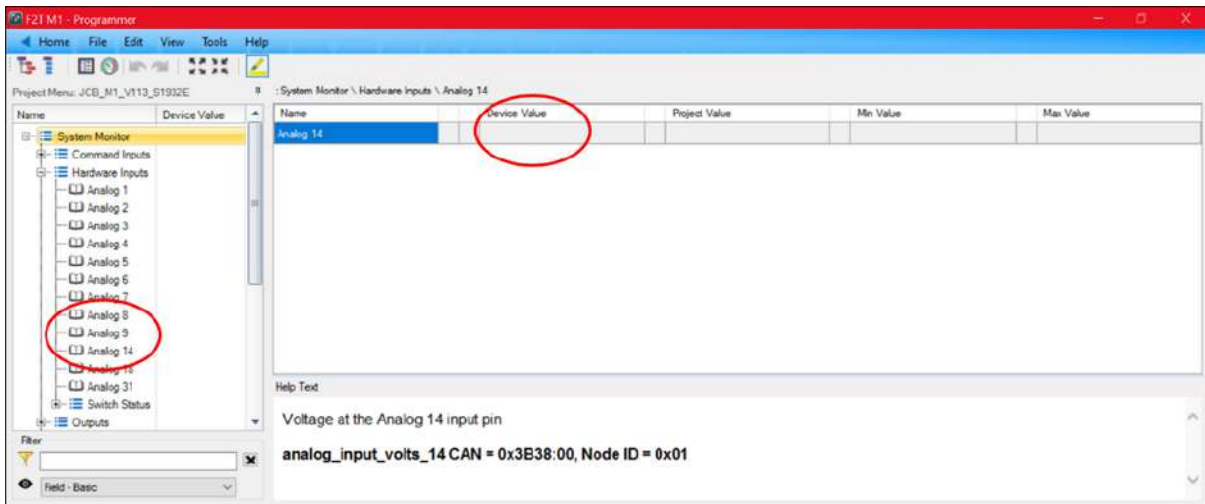 F2T M1 - Programmer
Home File Edit View Tools Help
Project Menu: JCB_M1_V113_S1932E
: System Monitor \ Hardware Inputs \ Analog 14
Name Device Value
Name Device Value Project Value Min Value Max Value
System Monitor
Analog 14
Command Inputs
Hardware Inputs
Analog 1
Analog 2
Analog 3
Analog 4
Analog 5
Analog 6
Analog 7
Analog 8
Analog 9
Analog 14
Analog
Analog 31
Switch Status
Outputs
Filter
Field - Basic
Help Text
Voltage at the Analog 14 input pin
analog_input_volts_14 CAN = 0x3B38:00, Node ID = 0x01